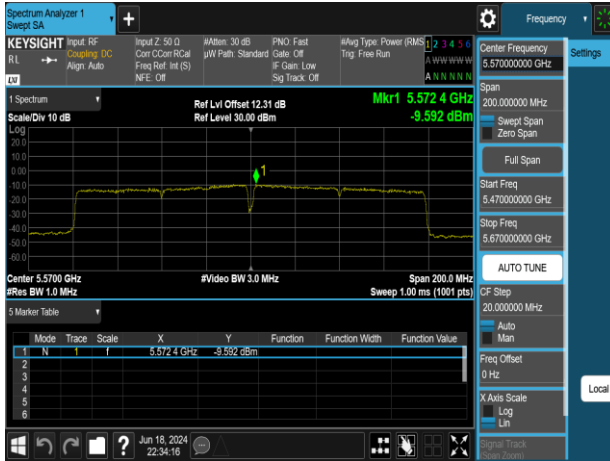 Spectrum Analyzer 1
Swept SA
+
Frequency
KEYSIGHT Input: RF Input Z: 50 Ω #Atten: 30 dB PNO: Fast #Avg Type: Power (RMS 1 2 3 4 5 6
RL Coupling: DC Corr CCorr RCal µW Path: Standard Gate: Off Trig: Free Run
Align: Auto Freq Ref: Int (S) IF Gain: Low A W W W W W
LXI NFE: Off Sig Track: Off A N N N N N
1 Spectrum
Scale/Div 10 dB
Ref Lvl Offset 12.31 dB
Ref Level 30.00 dBm
Mkr1 5.572 4 GHz
-9.592 dBm
Log
20.0
10.0
0.00
-10.0
-20.0
-30.0
-40.0
-50.0
-60.0
1
Center 5.5700 GHz #Video BW 3.0 MHz Span 200.0 MHz
#Res BW 1.0 MHz Sweep 1.00 ms (1001 pts)
5 Marker Table
Mode Trace Scale X Y Function Function Width Function Value
1 N 1 f 5.572 4 GHz -9.592 dBm
2
3
4
5
6
Jun 18, 2024
22:34:16
Center Frequency
5.570000000 GHz
Span
200.000000 MHz
Swept Span
Zero Span
Full Span
Start Freq
5.470000000 GHz
Stop Freq
5.670000000 GHz
AUTO TUNE
CF Step
20.000000 MHz
Auto
Man
Freq Offset
0 Hz
X Axis Scale
Log
Lin
Signal Track
(Span Zoom)
Settings
Local